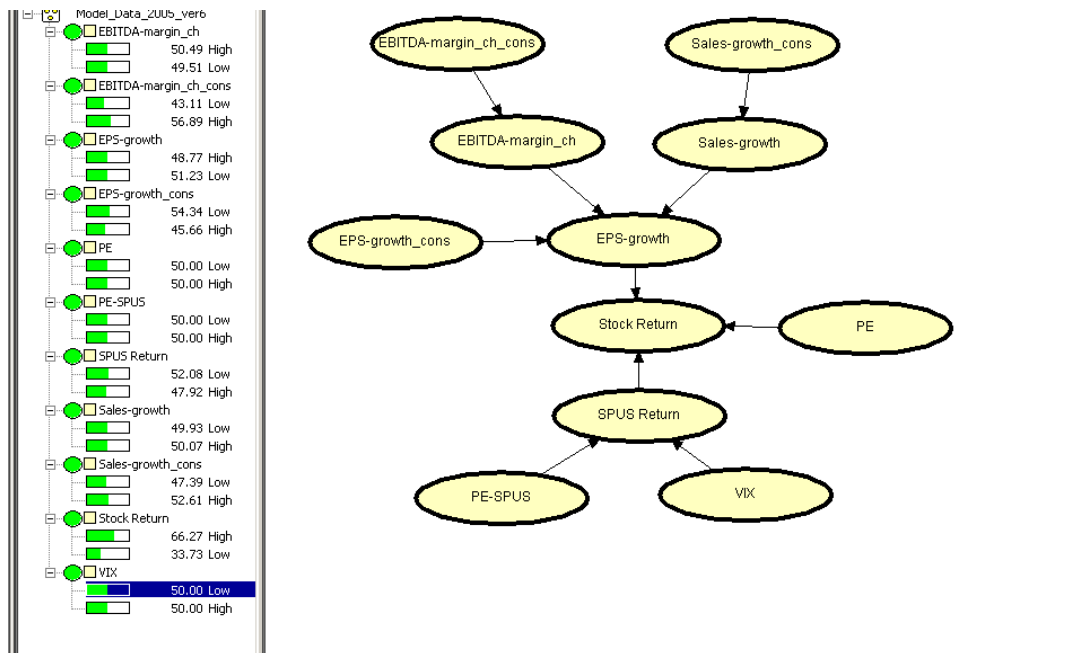 Model_Data_2005_ver6
EBITDA-margin_ch
50.49 High
49.51 Low
EBITDA-margin_ch_cons
43.11 Low
56.89 High
EPS-growth
48.77 High
51.23 Low
EPS-growth_cons
54.34 Low
45.66 High
PE
50.00 Low
50.00 High
PE-SPUS
50.00 Low
50.00 High
SPUS Return
52.08 Low
47.92 High
Sales-growth
49.93 Low
50.07 High
Sales-growth_cons
47.39 Low
52.61 High
Stock Return
66.27 High
33.73 Low
VIX
50.00 Low
50.00 High
EBITDA-margin_ch_cons
Sales-growth_cons
EBITDA-margin_ch
Sales-growth
EPS-growth_cons
EPS-growth
Stock Return
PE
SPUS Return
PE-SPUS
VIX